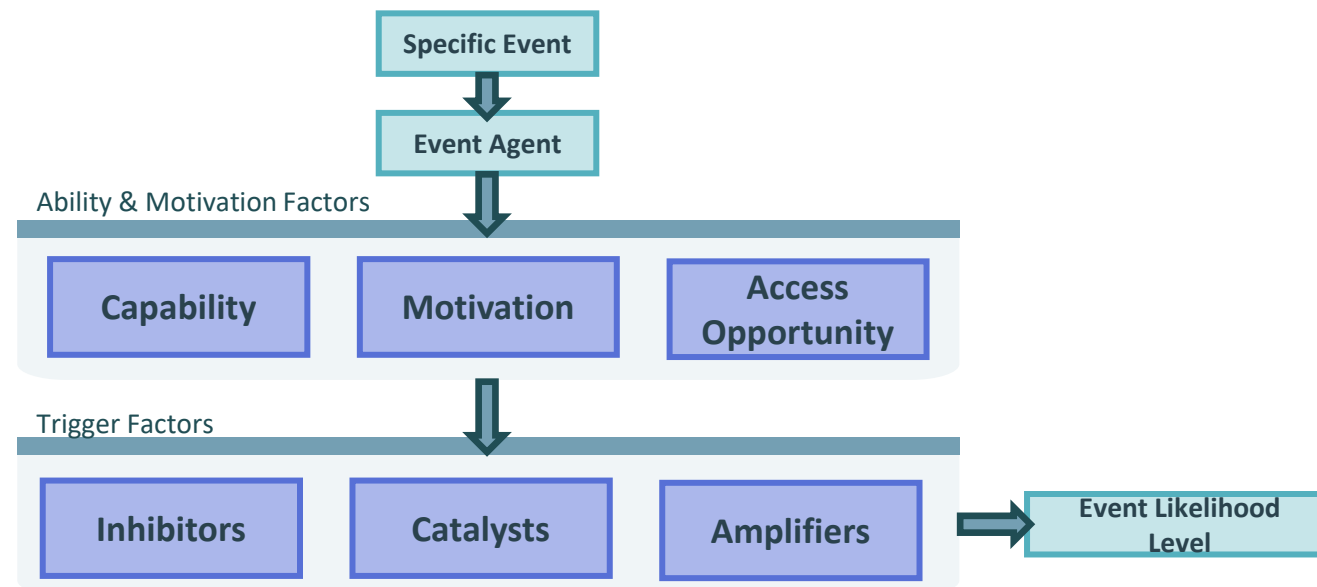 Specific Event
Event Agent
Ability & Motivation Factors
Capability
Motivation
Access
Opportunity
Trigger Factors
Inhibitors
Catalysts
Amplifiers
Event Likelihood
Level